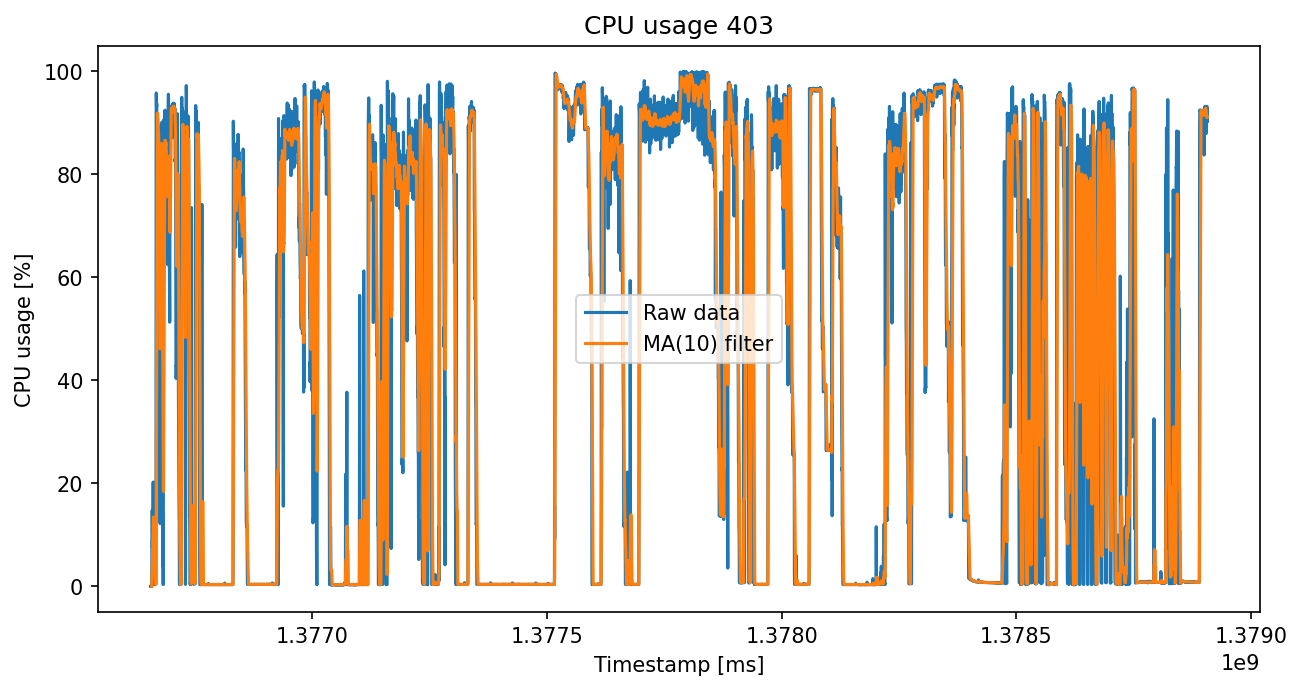 CPU usage 403
100
80
60
40
20
0
CPU usage [%]
Raw data
MA(10) filter
1.3770
1.3775
1.3780
1.3785
1.3790
1e9
Timestamp [ms]